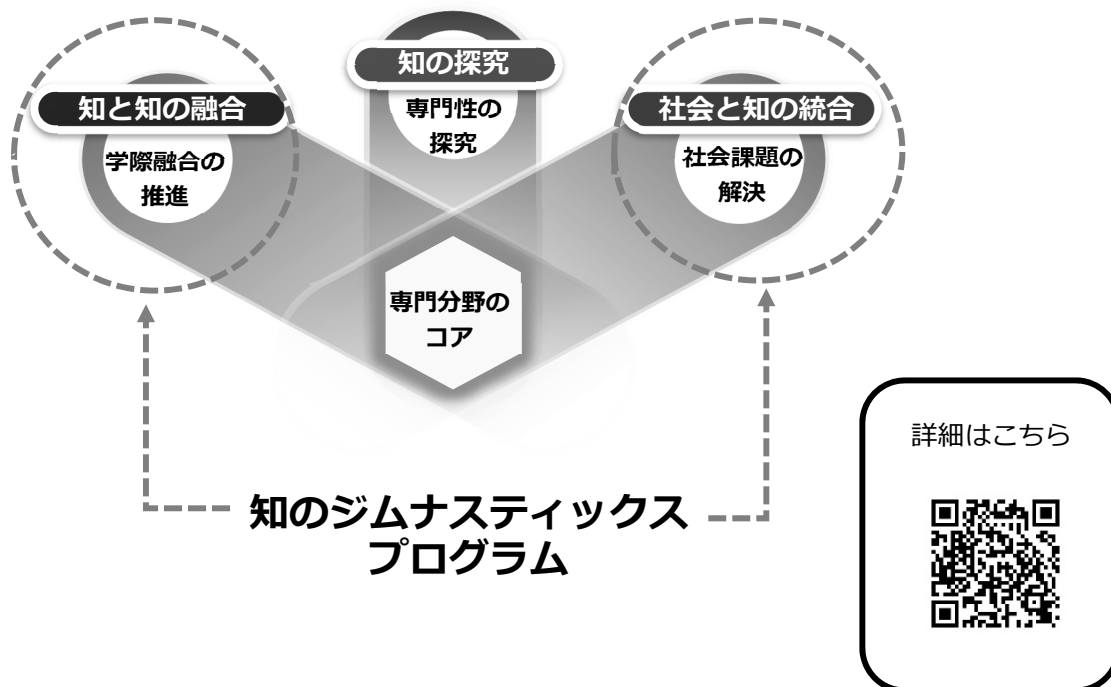 知の探究
専門性の
探究
知と知の融合
学際融合の
推進
社会と知の統合
社会課題の
解決
専門分野の
コア
知のジムナスティックス
プログラム
詳細はこちら